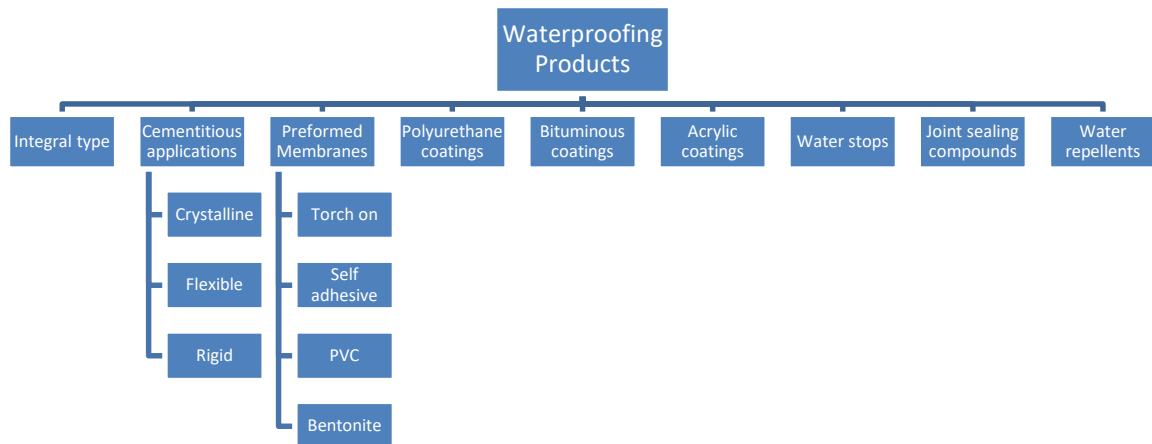 Waterproofing
Products
Integral type
Cementitious
applications
Preformed
Membranes
Polyurethane
coatings
Bituminous
coatings
Acrylic
coatings
Water stops
Joint sealing
compounds
Water
repellents
Crystalline
Flexible
Rigid
Torch on
Self
adhesive
PVC
Bentonite